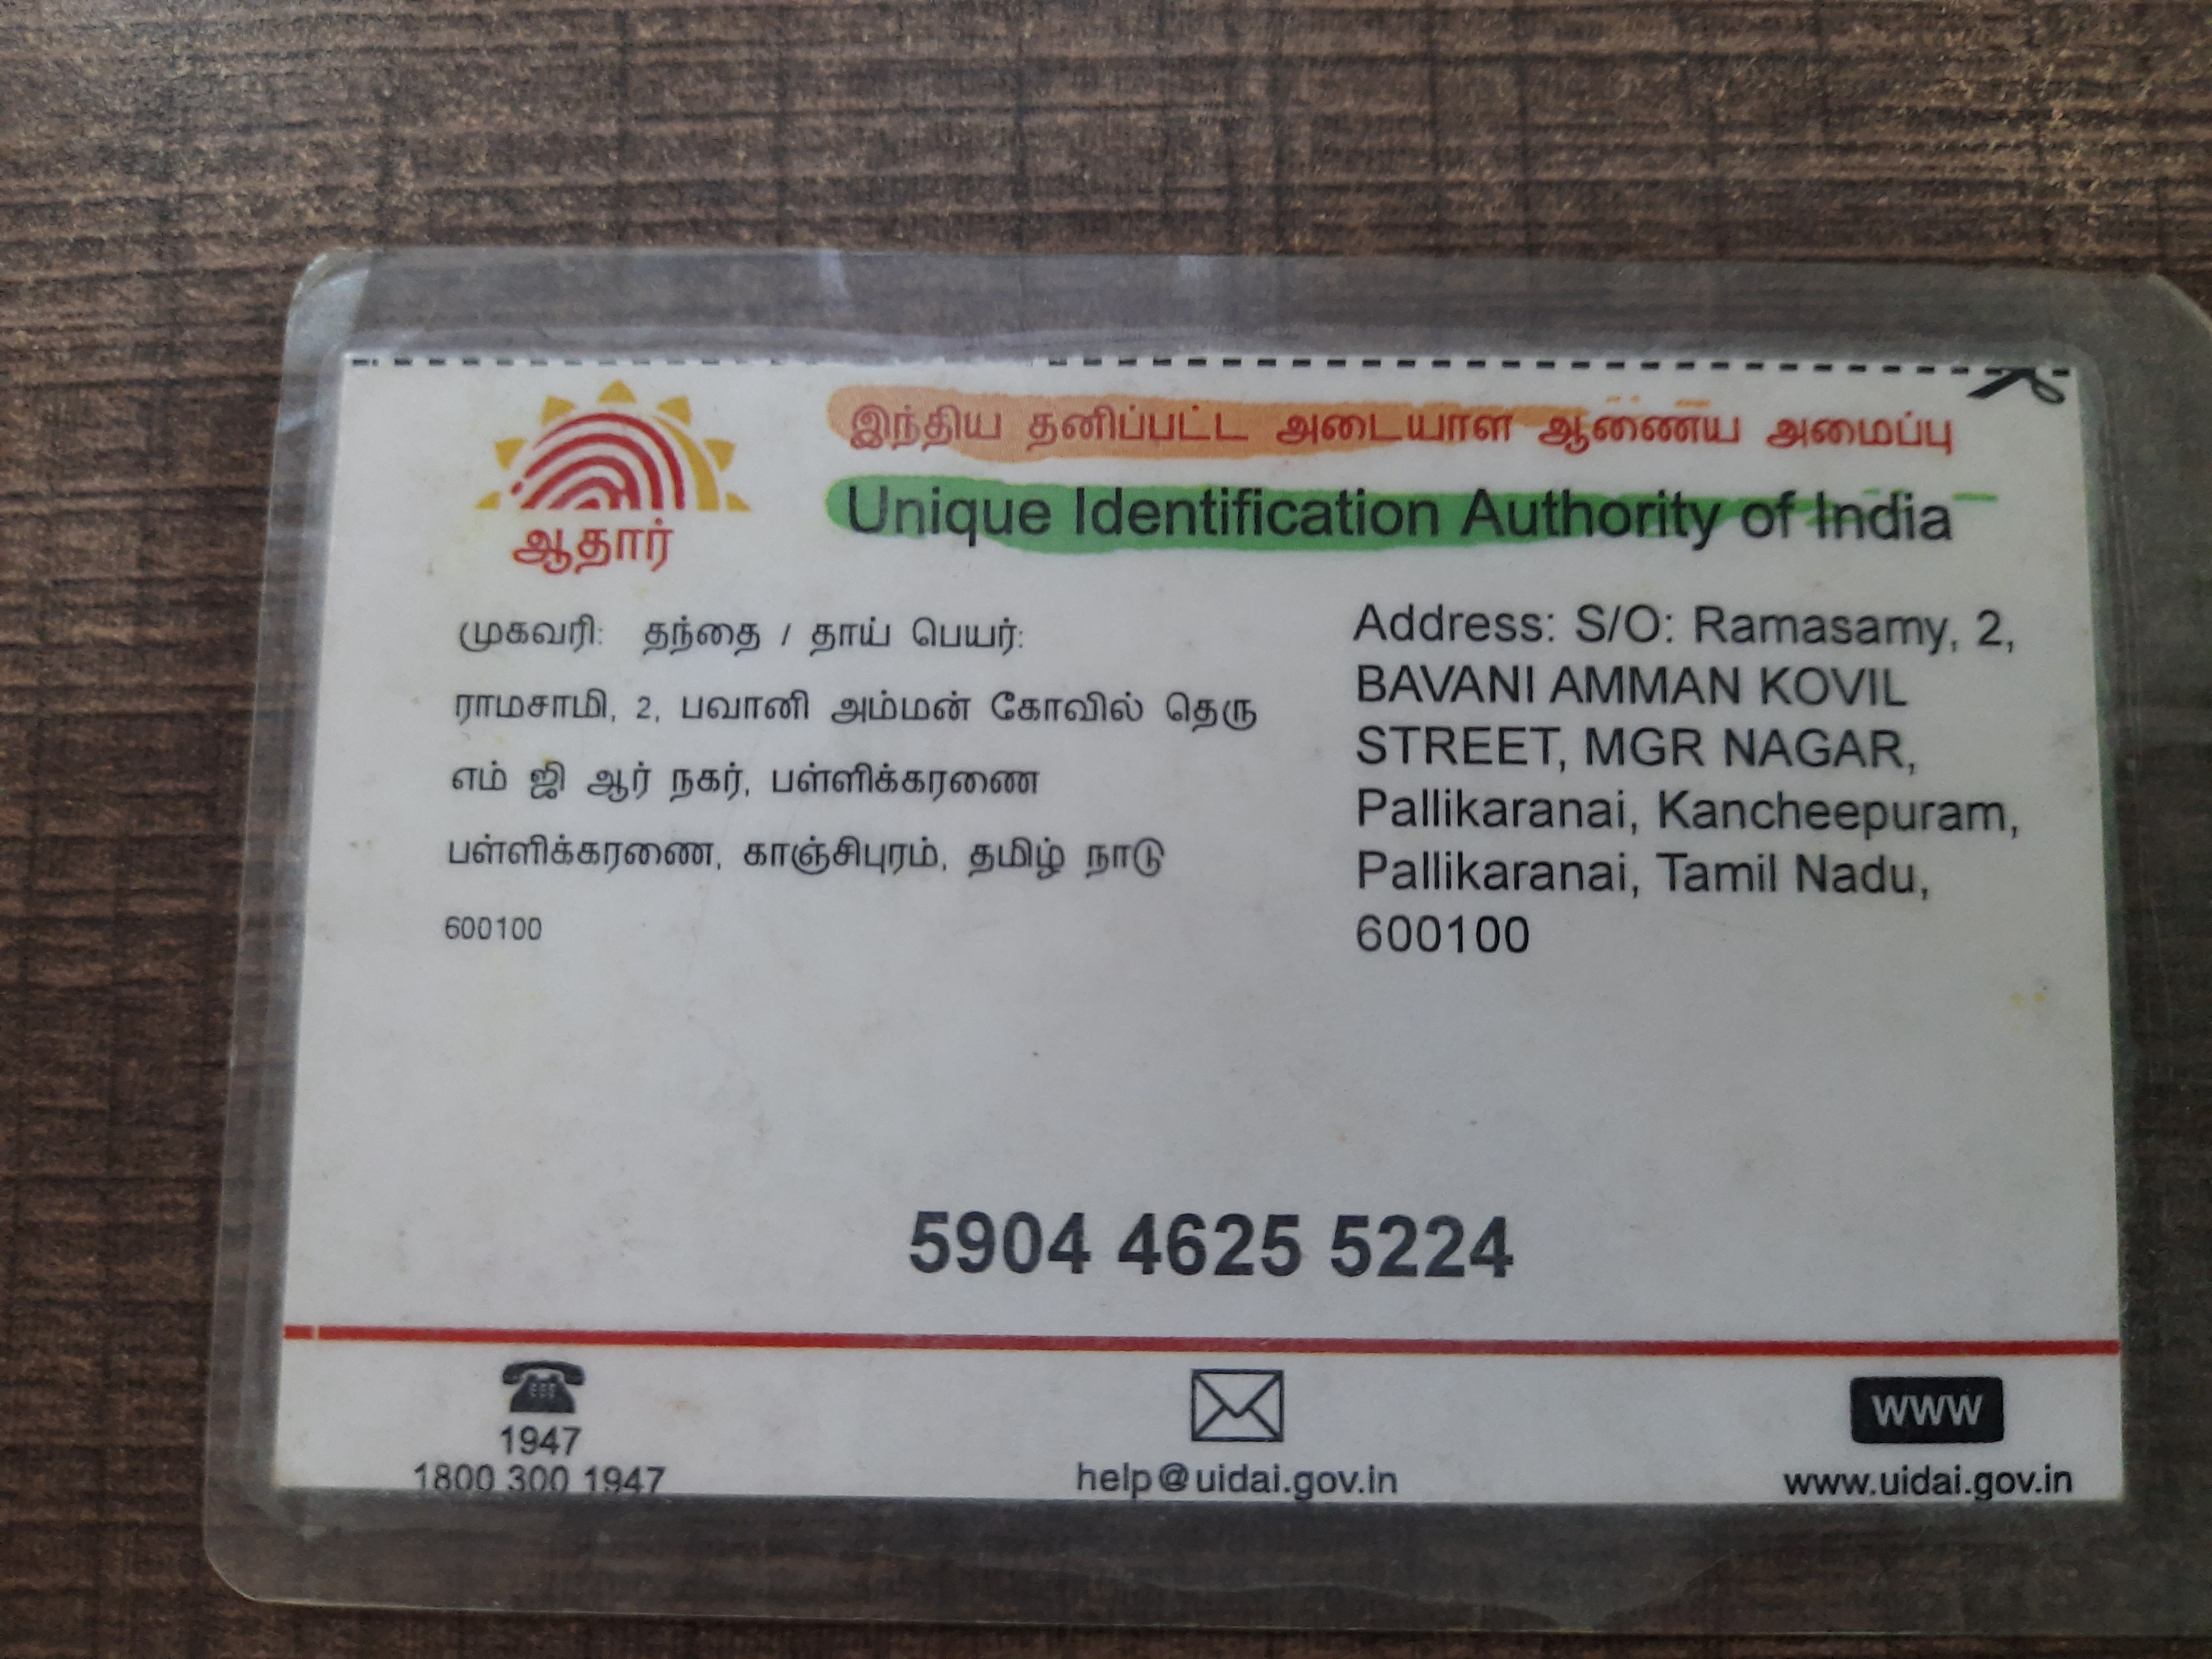 இந்திய தனிப்பட்ட அடையாள ஆணைய அமைப்பு
Unique Identification Authority of India
ஆதார்
முகவரி: தந்தை / தாய் பெயர்:
ராமசாமி, 2, பவானி அம்மன் கோவில் தெரு
எம் ஜி ஆர் நகர், பள்ளிக்கரணை
பள்ளிக்கரணை, காஞ்சிபுரம், தமிழ் நாடு
600100
Address: S/O: Ramasamy, 2,
BAVANI AMMAN KOVIL
STREET, MGR NAGAR,
Pallikaranai, Kancheepuram,
Pallikaranai, Tamil Nadu,
600100
5904 4625 5224
1947
1800 300 1947
help@uidai.gov.in
WWW
www.uidai.gov.in